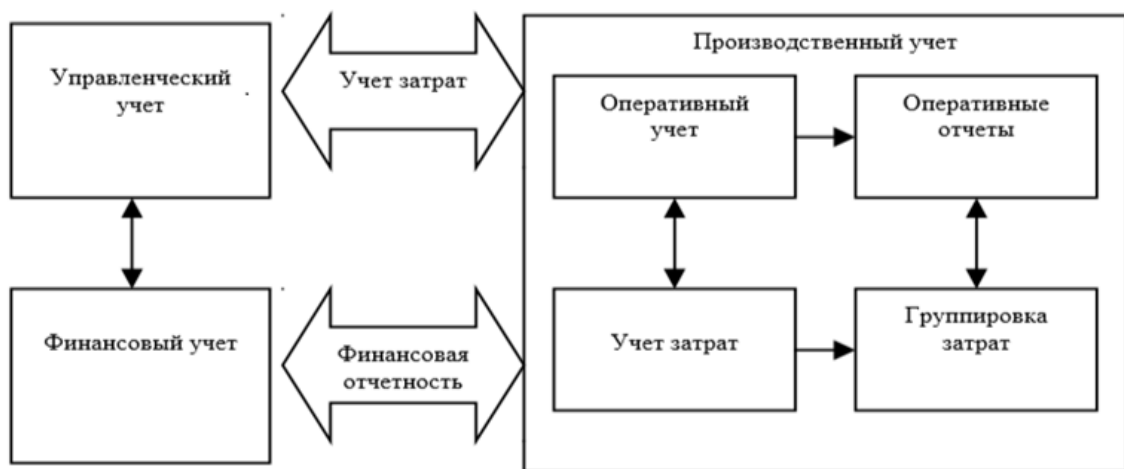 Управленческий
учет
Учет затрат
Производственный учет
Оперативный
учет
Оперативные
отчеты
Финансовый учет
Финансовая
отчетность
Учет затрат
Группировка
затрат